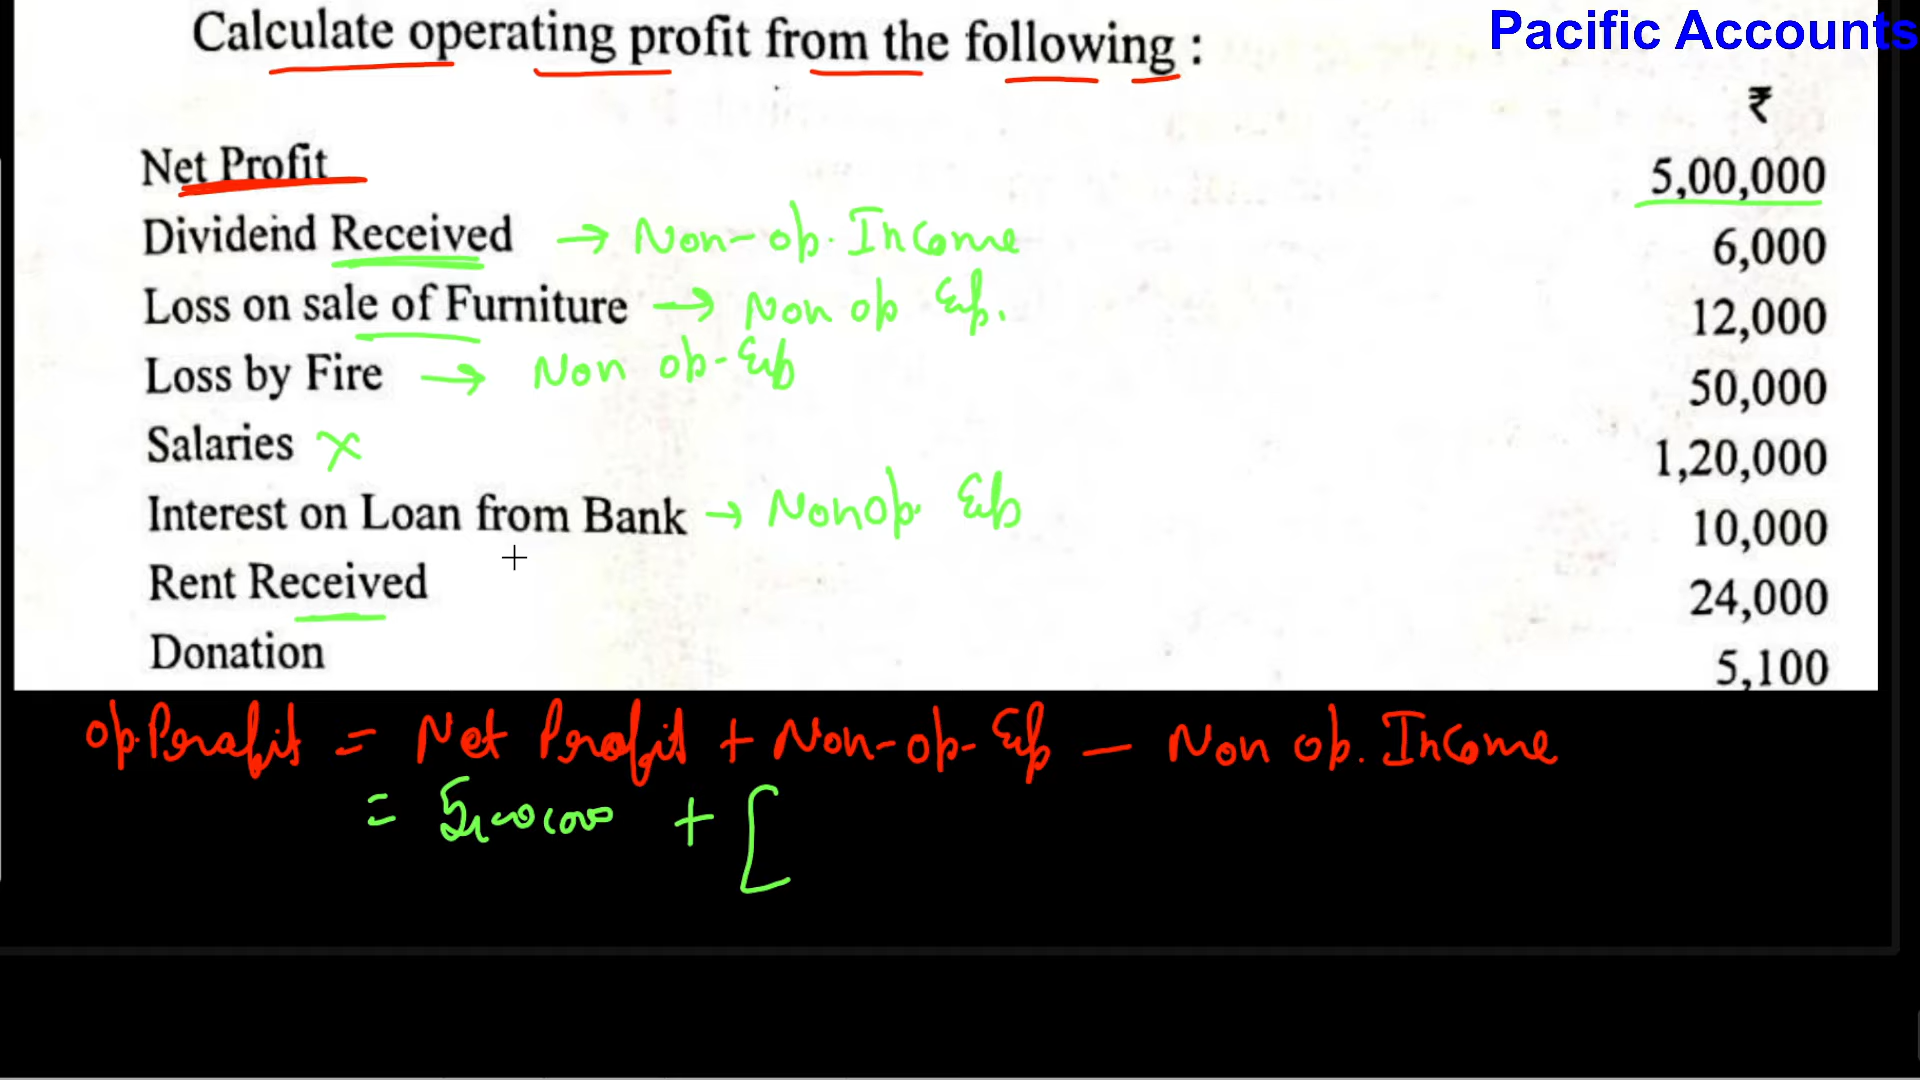 Calculate operating profit from the following :
Pacific Accounts
₹
Net Profit 5,00,000
Dividend Received → Non-op. Income 6,000
Loss on sale of Furniture → Non op Exp. 12,000
Loss by Fire → Non op-Exp 50,000
Salaries × 1,20,000
Interest on Loan from Bank → Non op. Exp 10,000
Rent Received 24,000
Donation 5,100
op. Profit = Net Profit + Non-op-Exp — Non op. Income
= 5,00,000 + [